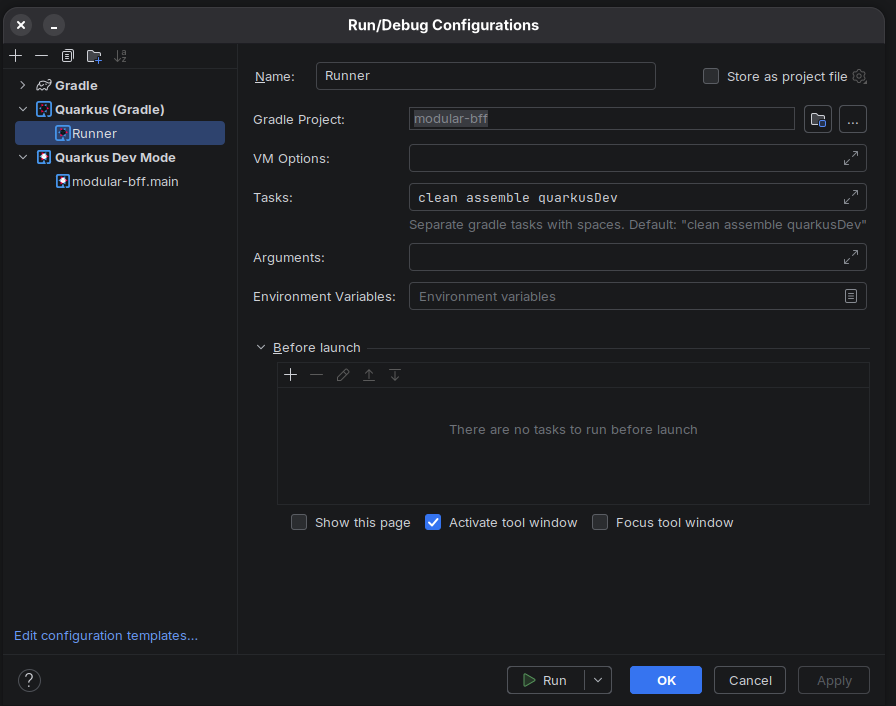 Run/Debug Configurations
Gradle
Quarkus (Gradle)
Runner
Quarkus Dev Mode
modular-bff.main
Edit configuration templates...
Name: Runner Store as project file
Gradle Project: modular-bff ...
VM Options:
Tasks: clean assemble quarkusDev
Separate gradle tasks with spaces. Default: "clean assemble quarkusDev"
Arguments:
Environment Variables: Environment variables
Before launch
There are no tasks to run before launch
Show this page Activate tool window Focus tool window
? Run OK Cancel Apply